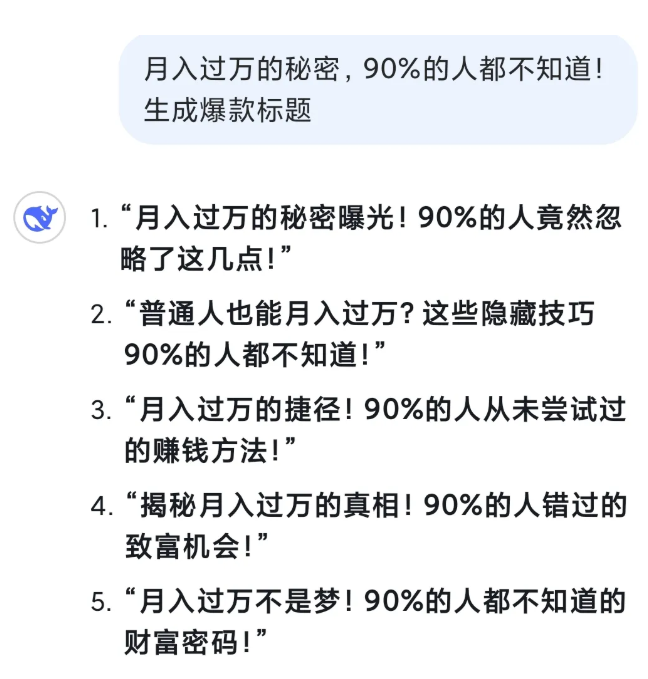 月入过万的秘密，90%的人都不知道！
生成爆款标题
1. “月入过万的秘密曝光！90%的人竟然忽
略了这几点！”
2. “普通人也能月入过万？这些隐藏技巧
90%的人都不知道！”
3. “月入过万的捷径！90%的人从未尝试过
的赚钱方法！”
4. “揭秘月入过万的真相！90%的人错过的
致富机会！”
5. “月入过万不是梦！90%的人都不知道的
财富密码！”